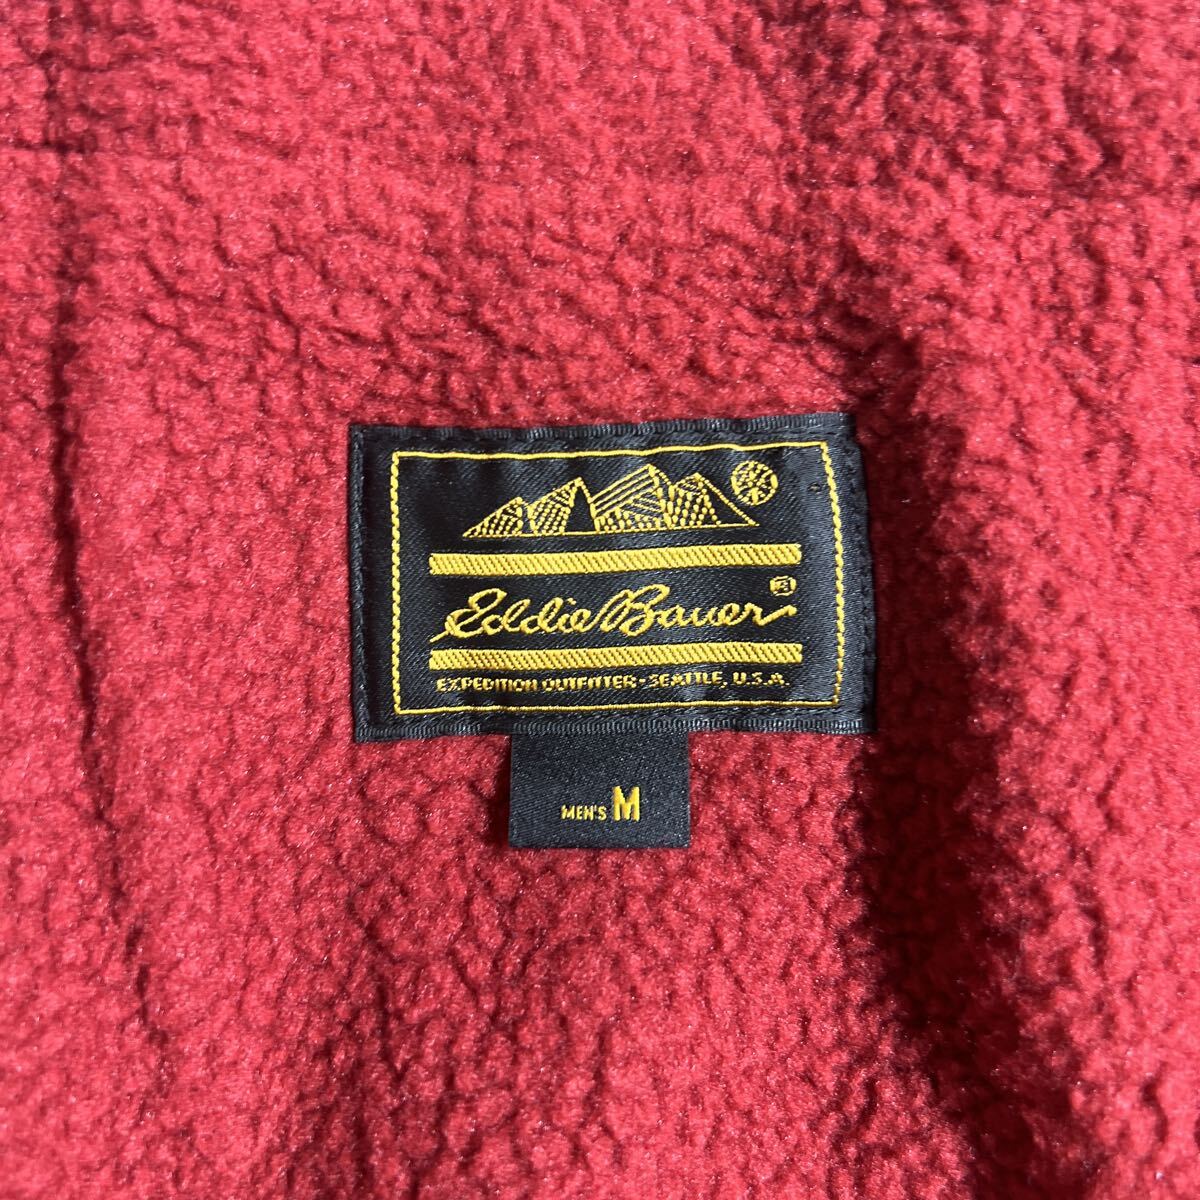 Eddie Bauer®
EXPEDITION OUTFITTER·SEATTLE, U.S.A.
MEN'S M